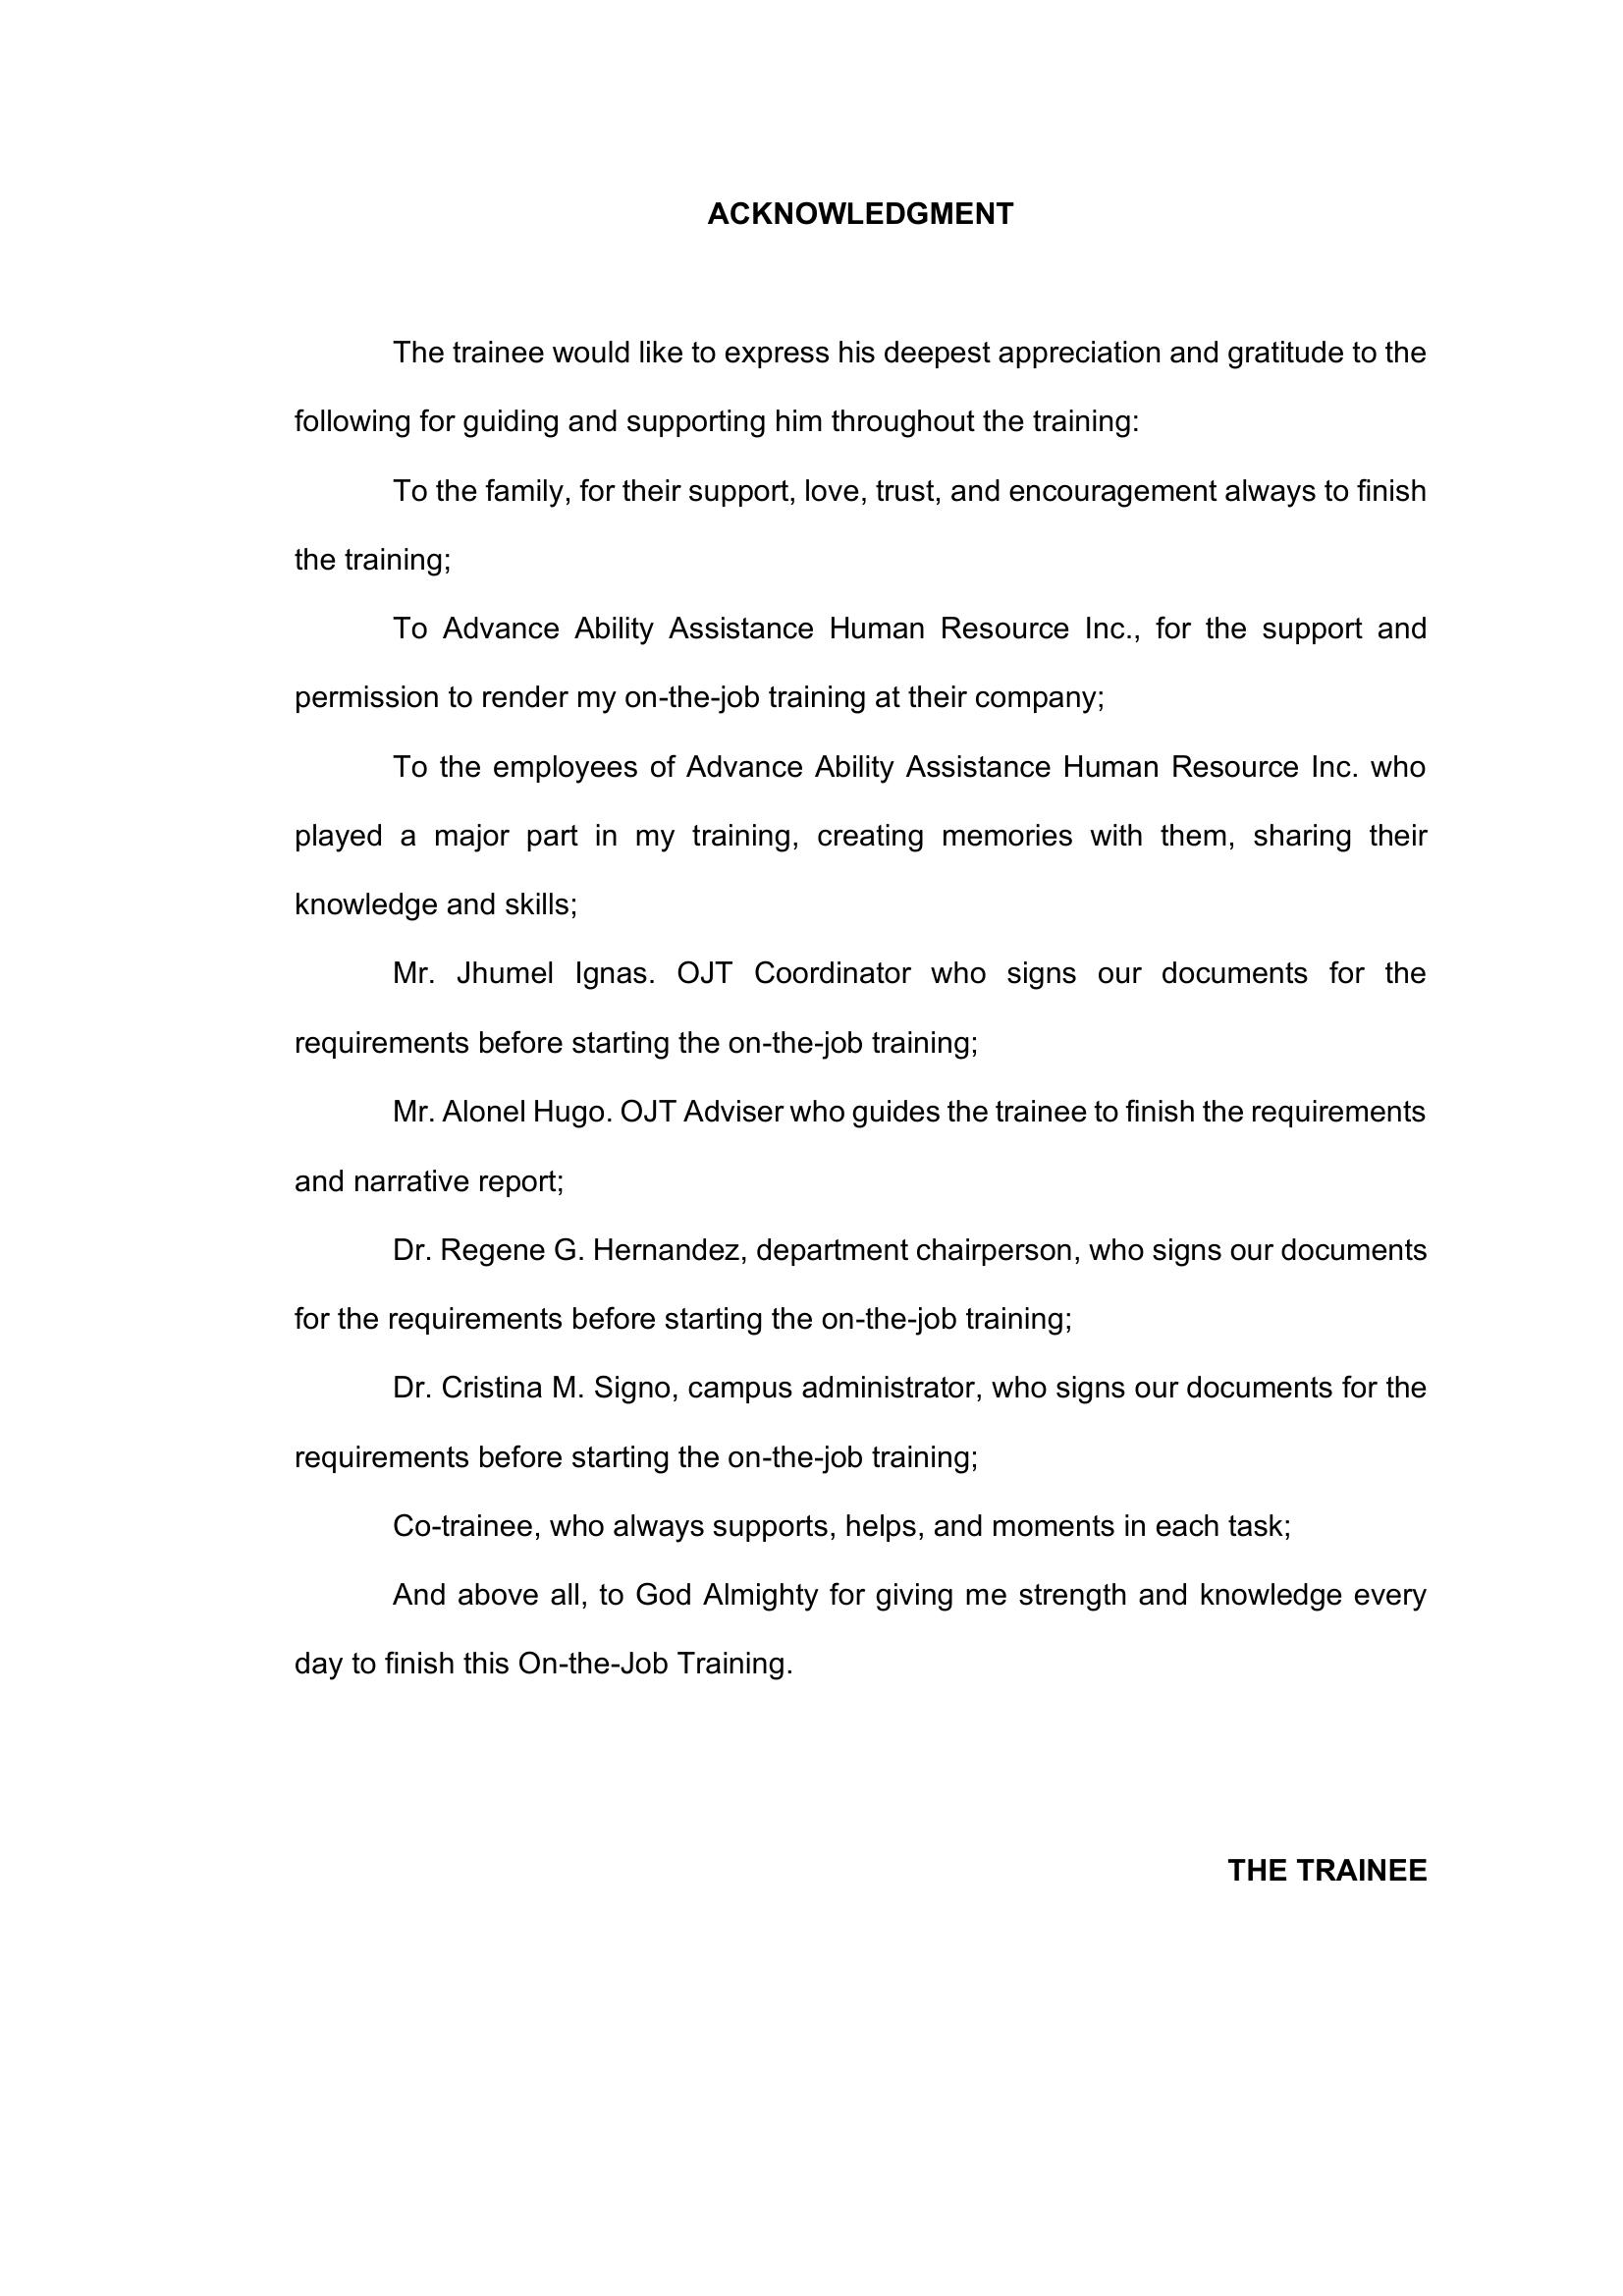 ACKNOWLEDGMENT
The trainee would like to express his deepest appreciation and gratitude to the
following for guiding and supporting him throughout the training:
To the family, for their support, love, trust, and encouragement always to finish
the training;
To Advance Ability Assistance Human Resource Inc., for the support and
permission to render my on-the-job training at their company;
To the employees of Advance Ability Assistance Human Resource Inc. who
played a major part in my training, creating memories with them, sharing their
knowledge and skills;
Mr. Jhumel Ignas. OJT Coordinator who signs our documents for the
requirements before starting the on-the-job training;
Mr. Alonel Hugo. OJT Adviser who guides the trainee to finish the requirements
and narrative report;
Dr. Regene G. Hernandez, department chairperson, who signs our documents
for the requirements before starting the on-the-job training;
Dr. Cristina M. Signo, campus administrator, who signs our documents for the
requirements before starting the on-the-job training;
Co-trainee, who always supports, helps, and moments in each task;
And above all, to God Almighty for giving me strength and knowledge every
day to finish this On-the-Job Training.
THE TRAINEE